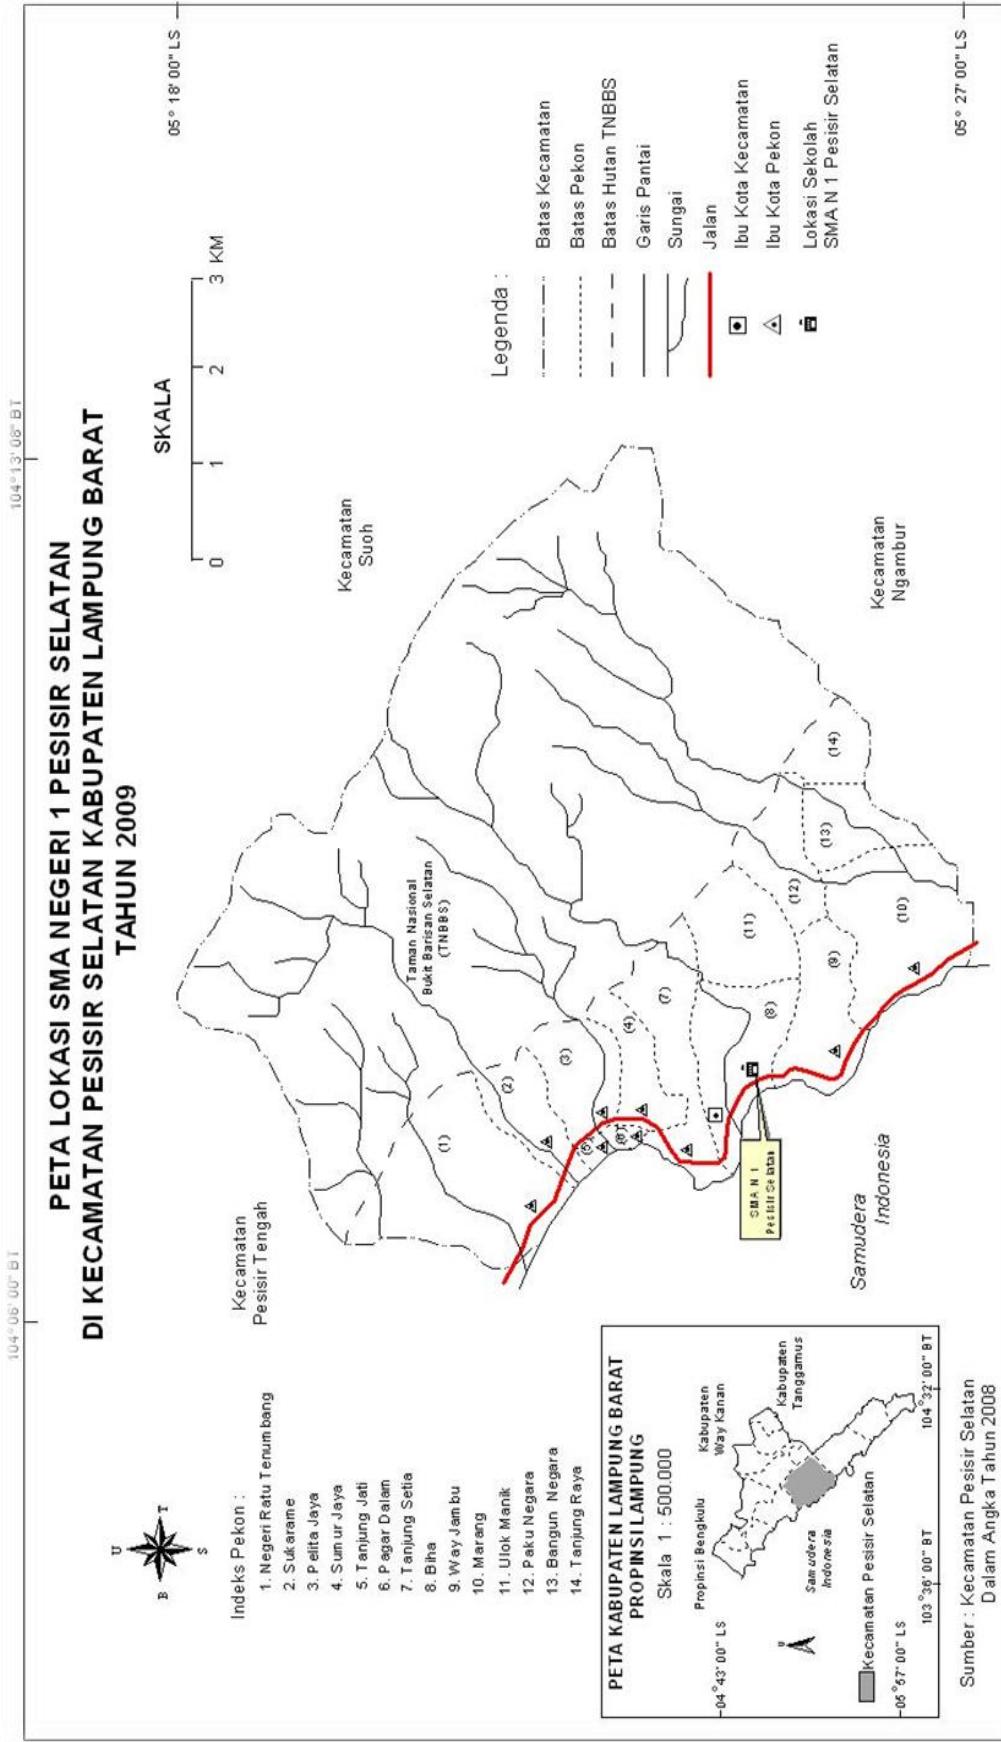 PETA LOKASI SMA NEGERI 1 PESISIR SELATAN
DI KECAMATAN PESISIR SELATAN KABUPATEN LAMPUNG BARAT
TAHUN 2009
104° 06' 00" BT
104° 13' 08" BT
05° 18' 00" LS
05° 27' 00" LS
U
B
T
S
SKALA
0
1
2
3 KM
Indeks Pekon :
1. Negeri Ratu Tenumbang
2. Sukarame
3. Pelita Jaya
4. Sumur Jaya
5. Tanjung Jati
6. Pagar Dalam
7. Tanjung Setia
8. Biha
9. Way Jambu
10. Marang
11. Ulok Manik
12. Paku Negara
13. Bangun Negara
14. Tanjung Raya
Kecamatan
Pesisir Tengah
Kecamatan
Suoh
Kecamatan
Ngambur
Taman Nasional
Bukit Barisan Selatan
(TNBBS)
(1)
(2)
(3)
(4)
(5)
(6)
(7)
(8)
(9)
(10)
(11)
(12)
(13)
(14)
SMA N 1
Pesisir Selatan
Samudera
Indonesia
Legenda :
Batas Kecamatan
Batas Pekon
Batas Hutan TNBBS
Garis Pantai
Sungai
Jalan
Ibu Kota Kecamatan
Ibu Kota Pekon
Lokasi Sekolah
SMA N 1 Pesisir Selatan
PETA KABUPATEN LAMPUNG BARAT
PROPINSI LAMPUNG
Skala 1 : 500.000
Propinsi Bengkulu
Kabupaten
Way Kanan
Kabupaten
Tanggamus
04°43' 00" LS
U
Samudera
Indonesia
Kecamatan Pesisir Selatan
05°57' 00" LS
103°36' 00" BT
104°32' 00" BT
Sumber : Kecamatan Pesisir Selatan
Dalam Angka Tahun 2008